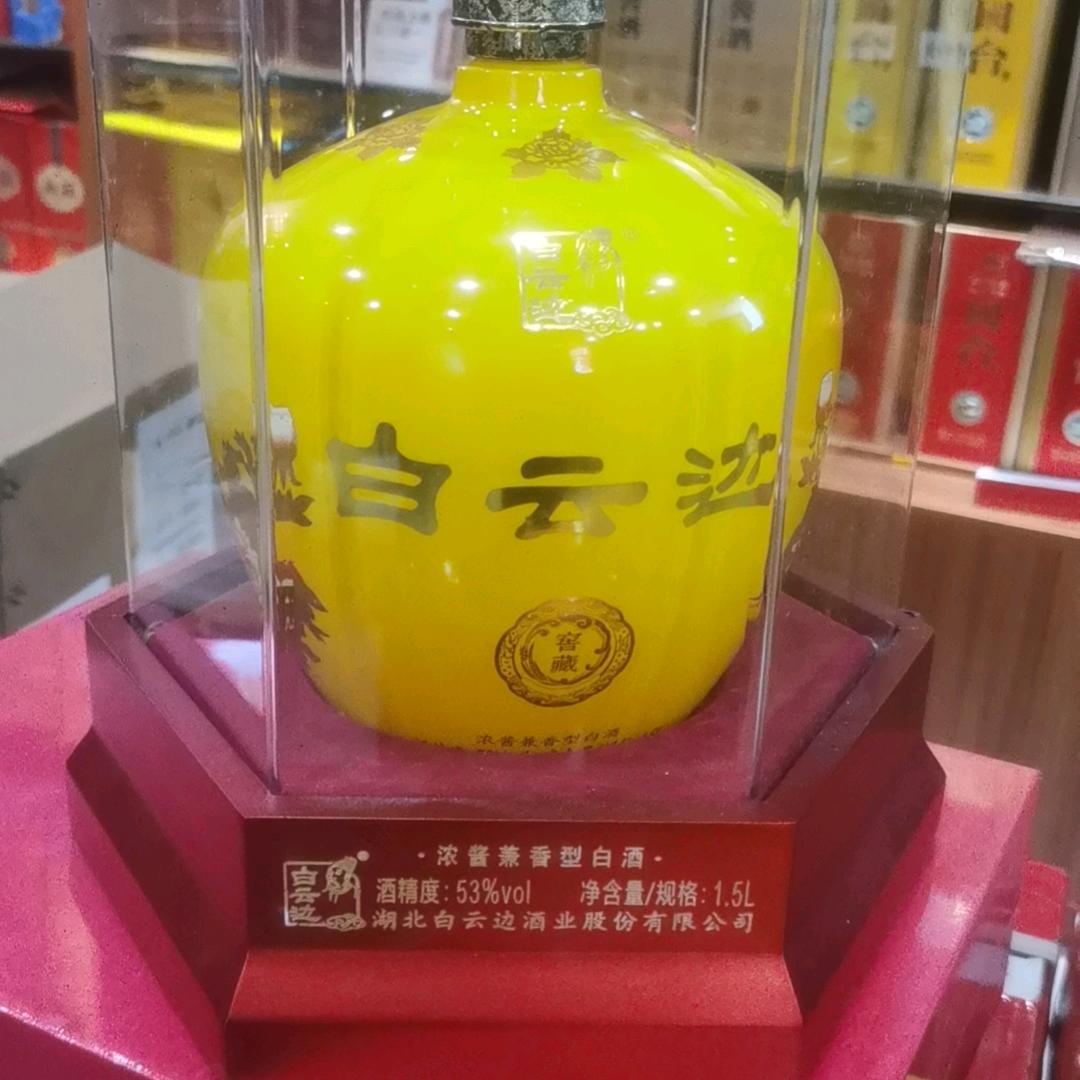 白云边
白云边
窖藏
浓酱兼香型白酒
·浓酱兼香型白酒·
白云边
酒精度:53%vol 净含量/规格:1.5L
湖北白云边酒业股份有限公司